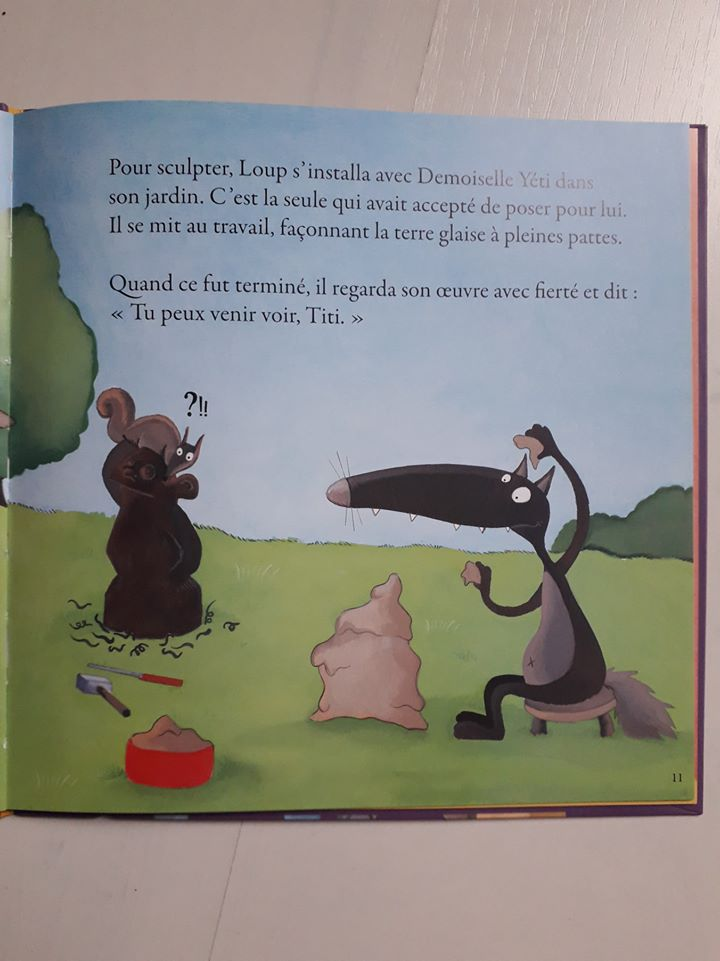 Pour sculpter, Loup s'installa avec Demoiselle Yéti dans
son jardin. C'est la seule qui avait accepté de poser pour lui.
Il se mit au travail, façonnant la terre glaise à pleines pattes.
Quand ce fut terminé, il regarda son œuvre avec fierté et dit :
« Tu peux venir voir, Titi. »
?!!
11